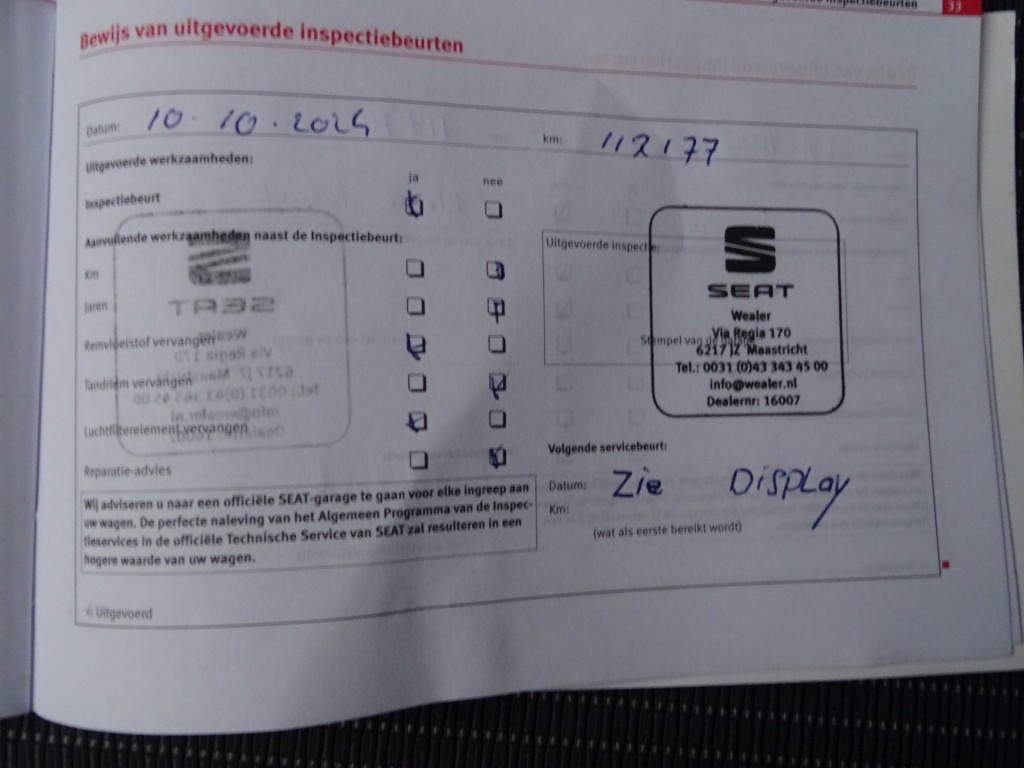 inspectiebeurten 33
Bewijs van uitgevoerde inspectiebeurten
Datum: 10.10.2024 km: 112177
Uitgevoerde werkzaamheden:
ja nee
Inspectiebeurt
Aanvullende werkzaamheden naast de Inspectiebeurt:
Km
Jaren
Remvloeistof vervangen
Tandriem vervangen
Luchtfilterelement vervangen
Reparatie-advies
Wij adviseren u naar een officiële SEAT-garage te gaan voor elke ingreep aan
uw wagen. De perfecte naleving van het Algemeen Programma van de Inspec-
tieservices in de officiële Technische Service van SEAT zal resulteren in een
hogere waarde van uw wagen.
Uitgevoerd
Uitgevoerde inspectie:
Stempel van de
SEAT
Wealer
Via Regia 170
6217 JZ Maastricht
Tel.: 0031 (0)43 343 45 00
info@wealer.nl
Dealernr: 16007
Volgende servicebeurt:
Datum: Zie Display
Km:
(wat als eerste bereikt wordt)